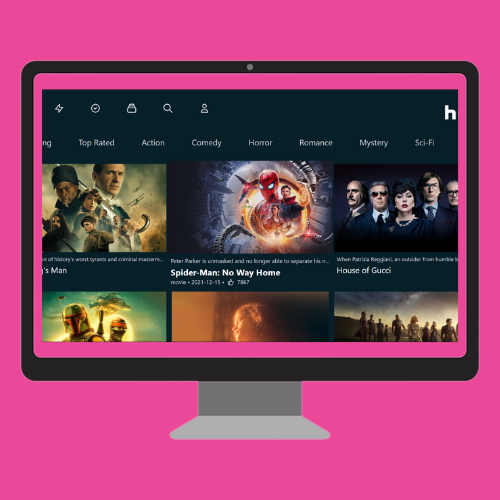 h
ng Top Rated Action Comedy Horror Romance Mystery Sci-Fi
m of history's worst tyrants and criminal masterm...
g's Man
Peter Parker is unmasked and no longer able to separate his n...
Spider-Man: No Way Home
movie • 2021-12-15 • 7867
When Patrizia Reggiani, an outsider from humble b
House of Gucci